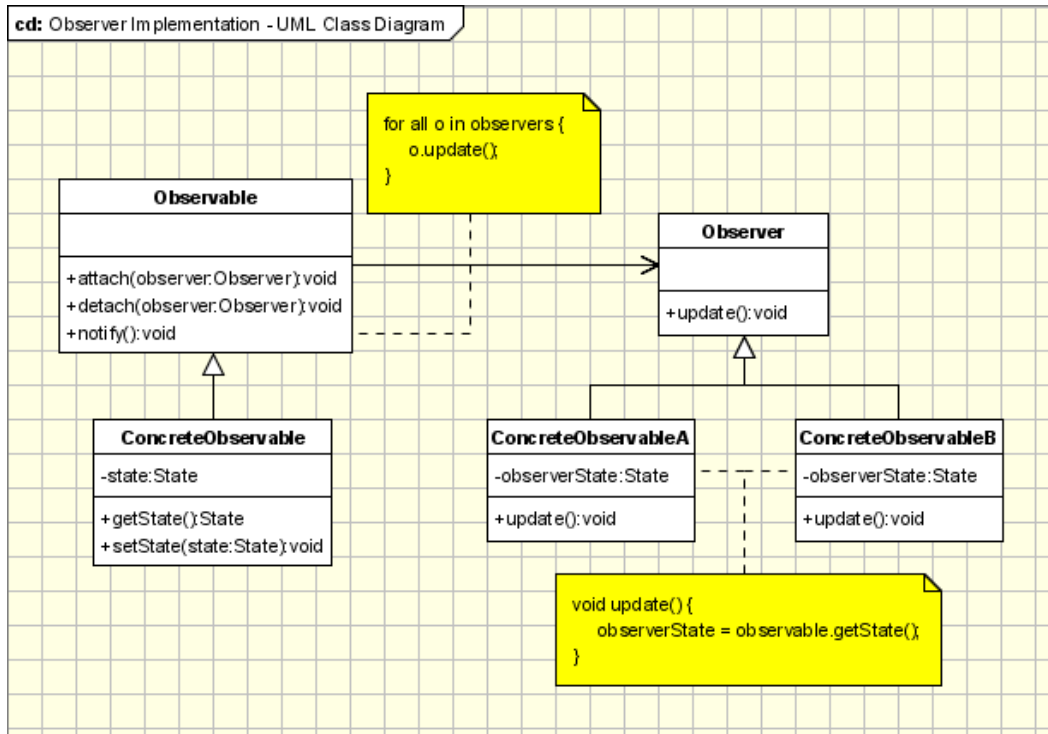 cd: Observer Implementation - UML Class Diagram
for all o in observers {
o.update();
}
Observable
+attach(observer:Observer):void
+detach(observer:Observer):void
+notify():void
Observer
+update():void
ConcreteObservable
-state:State
+getState():State
+setState(state:State):void
ConcreteObservableA
-observerState:State
+update():void
ConcreteObservableB
-observerState:State
+update():void
void update() {
observerState = observable.getState();
}